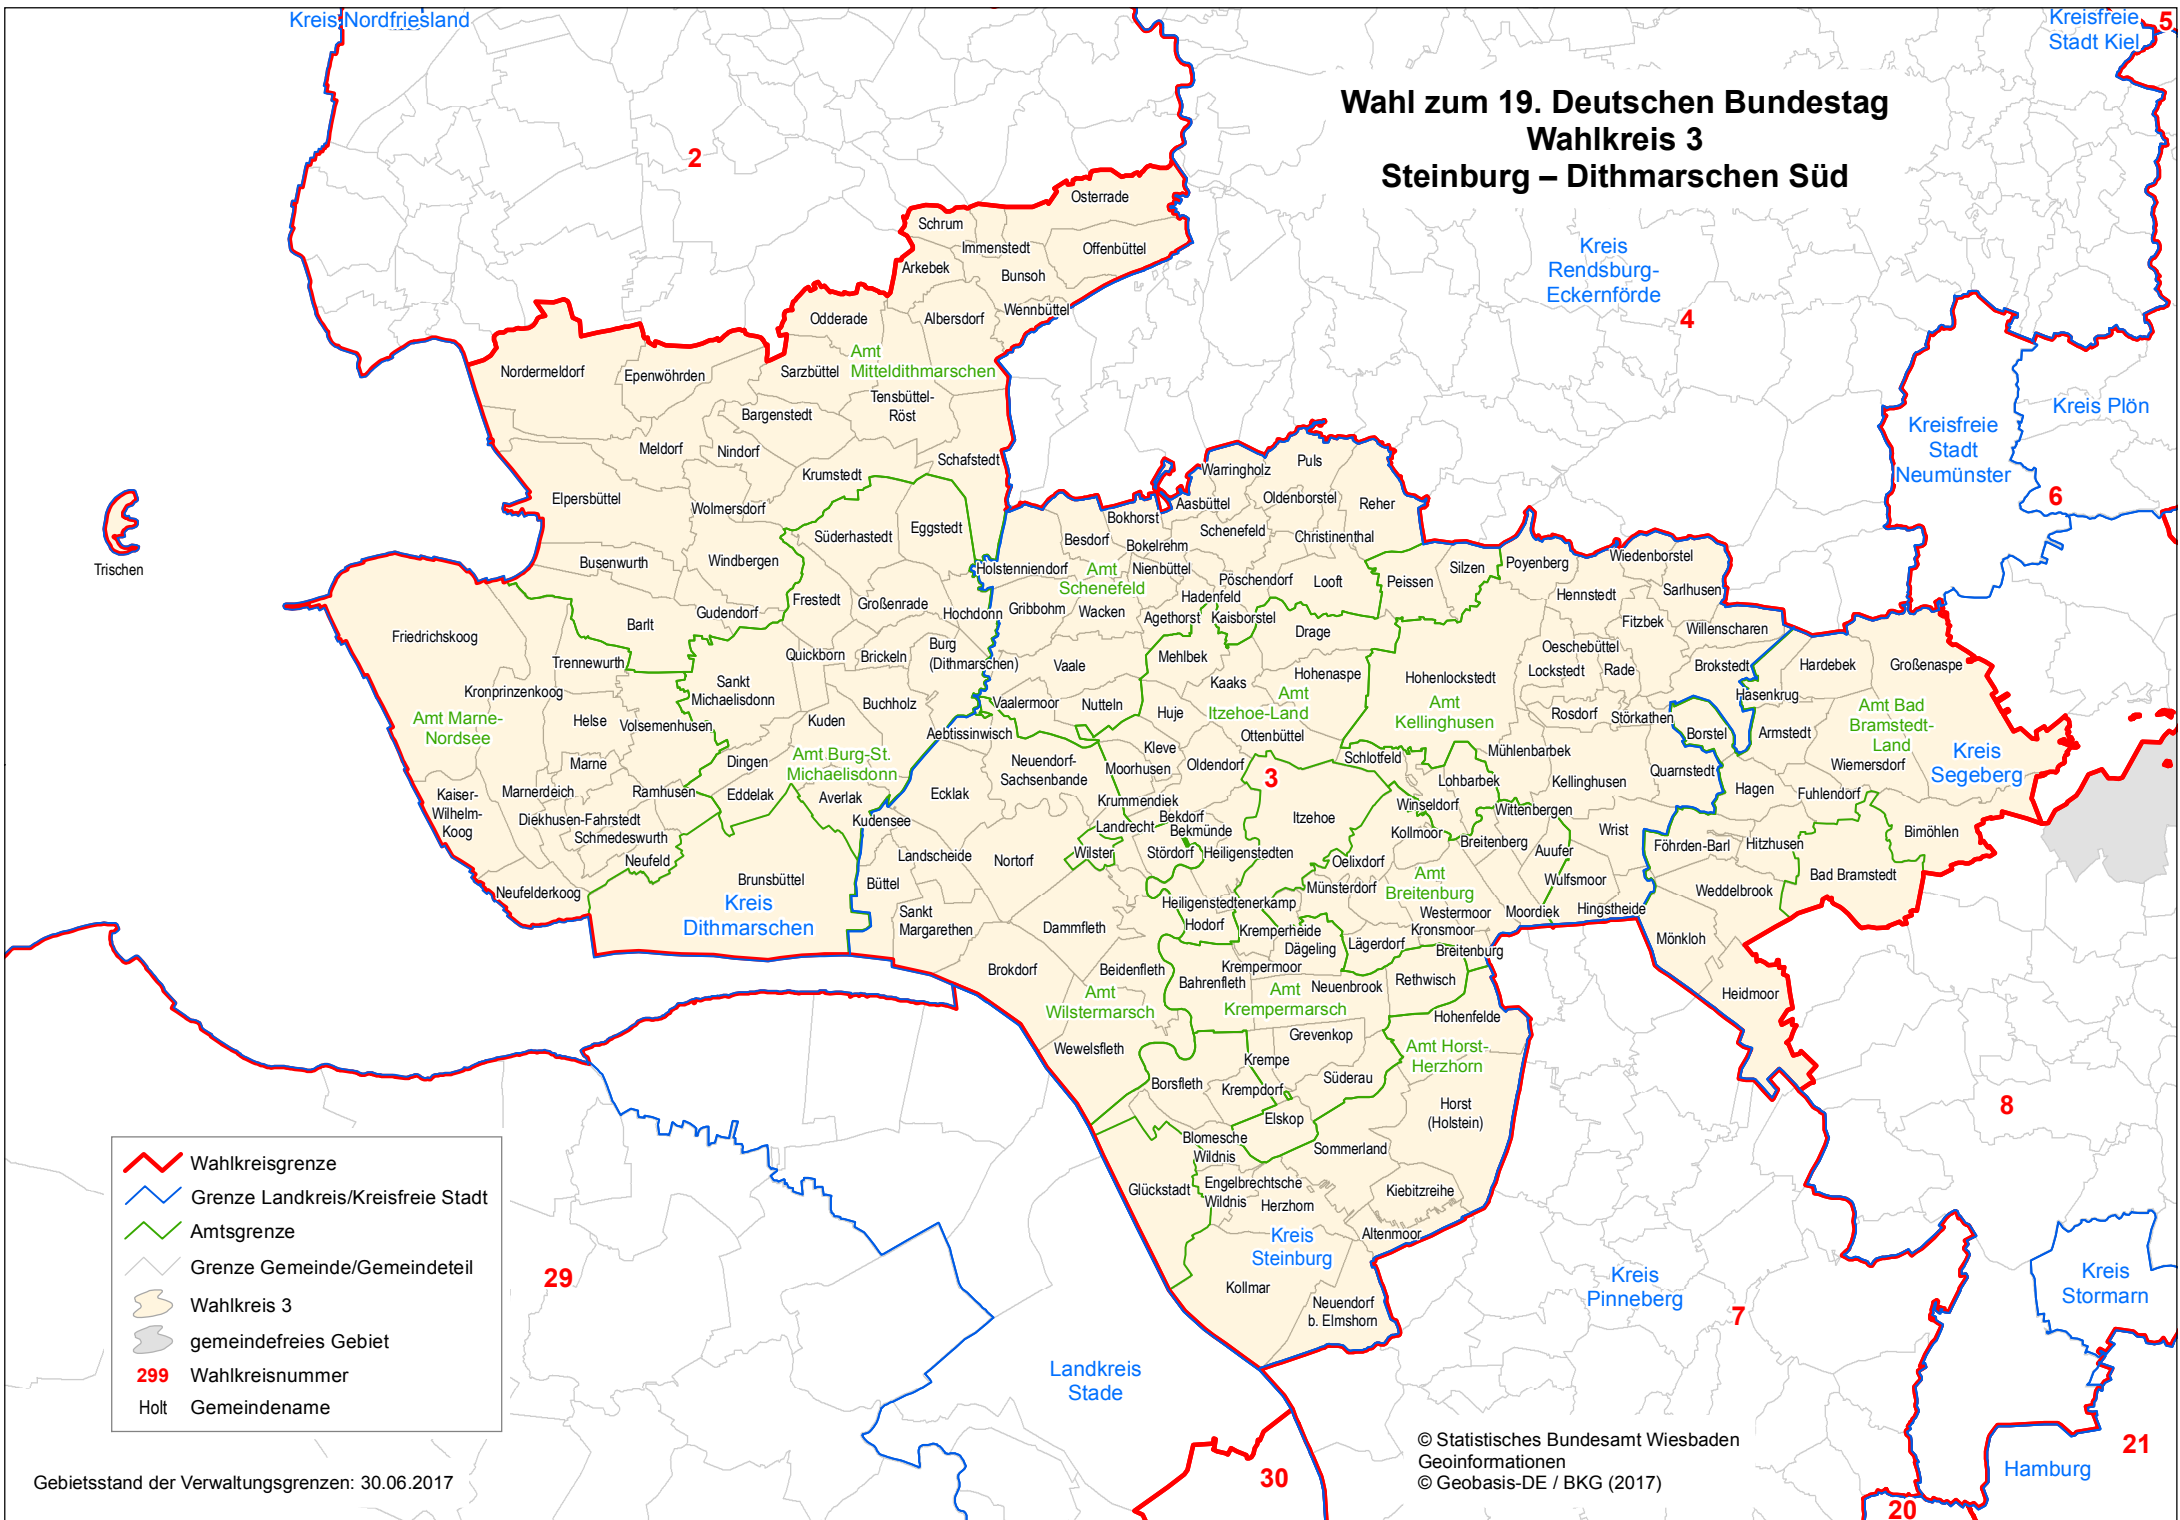 Kreis Nordfriesland
Kreisfreie
Stadt Kiel
5
Wahl zum 19. Deutschen Bundestag
Wahlkreis 3
Steinburg – Dithmarschen Süd
2
Osterrade
Schrum
Immenstedt
Offenbüttel
Arkebek
Bunsoh
Kreis
Rendsburg-
Eckernförde
4
Wennbüttel
Odderade
Albersdorf
Amt
Mitteldithmarschen
Nordermeldorf
Epenwöhrden
Sarzbüttel
Tensbüttel-
Röst
Bargenstedt
Meldorf
Nindorf
Schafstedt
Krumstedt
Kreisfreie
Stadt
Neumünster
Kreis Plön
6
Elpersbüttel
Wolmersdorf
Süderhastedt
Eggstedt
Busenwurth
Windbergen
Trischen
Warringholz
Puls
Aasbüttel
Oldenborstel
Reher
Bokhorst
Schenefeld
Christinenthal
Besdorf
Bokelrehm
Holstenniendorf
Amt
Schenefeld
Nienbüttel
Pöschendorf
Looft
Peissen
Silzen
Poyenberg
Wiedenborstel
Sarlhusen
Hennstedt
Hadenfeld
Gribbohm
Wacken
Agethorst
Kaisborstel
Drage
Fitzbek
Willenscharen
Frestedt
Großenrade
Hochdonn
Gudendorf
Barlt
Friedrichskoog
Trennewurth
Quickborn
Brickeln
Burg
(Dithmarschen)
Vaale
Mehlbek
Kaaks
Hohenaspe
Amt
Itzehoe-Land
Hohenlockstedt
Amt
Kellinghusen
Oeschebüttel
Lockstedt
Rade
Brokstedt
Hardebek
Großenaspe
Hasenkrug
Kronprinzenkoog
Sankt
Michaelisdonn
Buchholz
Amt Marne-
Nordsee
Helse
Volsemenhusen
Kuden
Vaalermoor
Nutteln
Huje
Ottenbüttel
Rosdorf
Störkathen
Borstel
Armstedt
Amt Bad
Bramstedt-
Land
Kreis
Segeberg
Aebtissinwisch
Marne
Dingen
Amt Burg-St.
Michaelisdonn
Neuendorf-
Sachsenbande
Kleve
Moorhusen
Oldendorf
3
Schlotfeld
Mühlenbarbek
Lohbarbek
Kellinghusen
Quarnstedt
Wiemersdorf
Hagen
Fuhlendorf
Kaiser-
Wilhelm-
Koog
Marnerdeich
Ramhusen
Eddelak
Averlak
Ecklak
Krummendiek
Winseldorf
Wittenbergen
Diekhusen-Fahrstedt
Schmedeswurth
Kudensee
Landrecht
Bekdorf
Bekmünde
Itzehoe
Kollmoor
Breitenberg
Wrist
Bimöhlen
Neufeld
Landscheide
Nortorf
Wilster
Stördorf
Heiligenstedten
Oelixdorf
Auufer
Föhrden-Barl
Hitzhusen
Neufelderkoog
Brunsbüttel
Kreis
Dithmarschen
Büttel
Münsterdorf
Amt
Breitenburg
Wulfsmoor
Weddelbrook
Bad Bramstedt
Sankt
Margarethen
Dammfleth
Heiligenstedtenerkamp
Hodorf
Kremperheide
Dägeling
Lägerdorf
Westermoor
Kronsmoor
Moordiek
Hingstheide
Breitenburg
Mönkloh
Brokdorf
Beidenfleth
Krempermoor
Bahrenfleth
Neuenbrook
Rethwisch
Heidmoor
Amt
Wilstermarsch
Amt
Krempermarsch
Hohenfelde
Grevenkop
Wewelsfleth
Krempe
Amt Horst-
Herzhorn
Borsfleth
Krempdorf
Süderau
Horst
(Holstein)
8
Elskop
Blomesche
Wildnis
Sommerland
Glückstadt
Engelbrechtsche
Wildnis
Herzhorn
Kiebitzreihe
Altenmoor
Kreis
Steinburg
Kollmar
Neuendorf
b. Elmshorn
Kreis
Pinneberg
7
Kreis
Stormarn
Wahlkreisgrenze
Grenze Landkreis/Kreisfreie Stadt
Amtsgrenze
Grenze Gemeinde/Gemeindeteil
Wahlkreis 3
gemeindefreies Gebiet
299 Wahlkreisnummer
Holt Gemeindename
29
Landkreis
Stade
30
© Statistisches Bundesamt Wiesbaden
Geoinformationen
© Geobasis-DE / BKG (2017)
21
Hamburg
20
Gebietsstand der Verwaltungsgrenzen: 30.06.2017